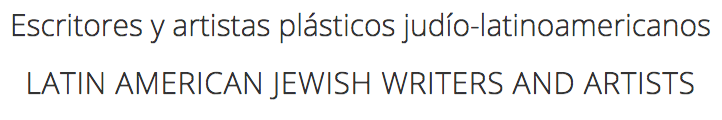 Escritores y artistas plásticos judío-latinoamericanos
LATIN AMERICAN JEWISH WRITERS AND ARTISTS